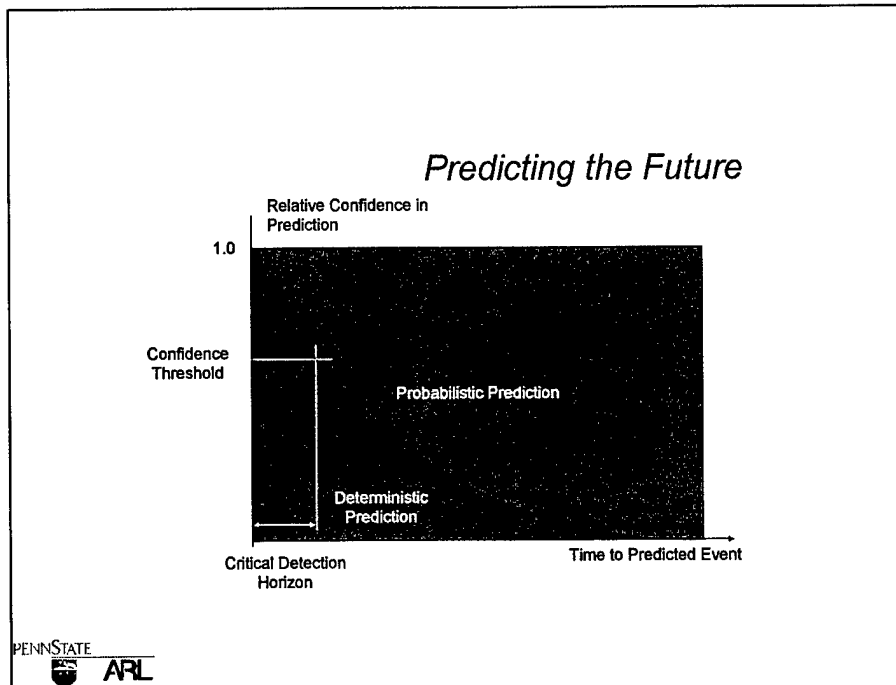 Predicting the Future
Relative Confidence in
Prediction
1.0
Confidence
Threshold
Probabilistic Prediction
Deterministic
Prediction
Critical Detection
Horizon
Time to Predicted Event
PENNSTATE
ARL